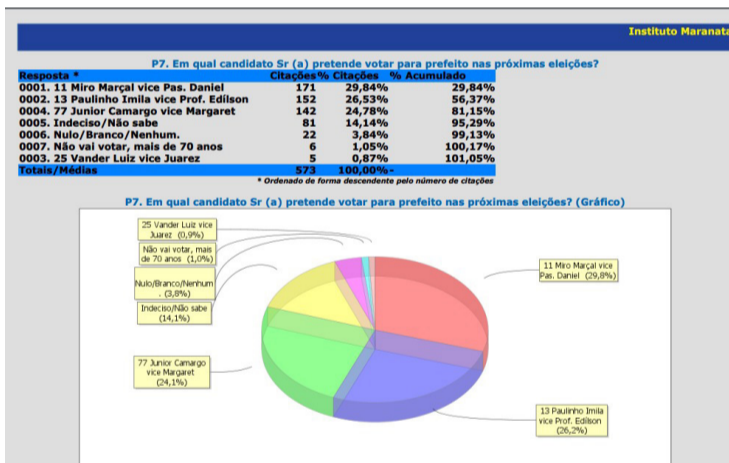 Instituto Maranata
P7. Em qual candidato Sr (a) pretende votar para prefeito nas próximas eleições?
Resposta * Citações % Citações % Acumulado
0001. 11 Miro Marçal vice Pas. Daniel 171 29,84% 29,84%
0002. 13 Paulinho Imila vice Prof. Edílson 152 26,53% 56,37%
0004. 77 Junior Camargo vice Margaret 142 24,78% 81,15%
0005. Indeciso/Não sabe 81 14,14% 95,29%
0006. Nulo/Branco/Nenhum. 22 3,84% 99,13%
0007. Não vai votar, mais de 70 anos 6 1,05% 100,17%
0003. 25 Vander Luiz vice Juarez 5 0,87% 101,05%
Totais/Médias 573 100,00% -
* Ordenado de forma descendente pelo número de citações
P7. Em qual candidato Sr (a) pretende votar para prefeito nas próximas eleições? (Gráfico)
25 Vander Luiz vice
Juarez (0,9%)
Não vai votar, mais
de 70 anos (1,0%)
Nulo/Branco/Nenhum
. (3,8%)
Indeciso/Não sabe
(14,1%)
77 Junior Camargo
vice Margaret
(24,1%)
11 Miro Marçal vice
Pas. Daniel (29,8%)
13 Paulinho Imila
vice Prof. Edílson
(26,2%)